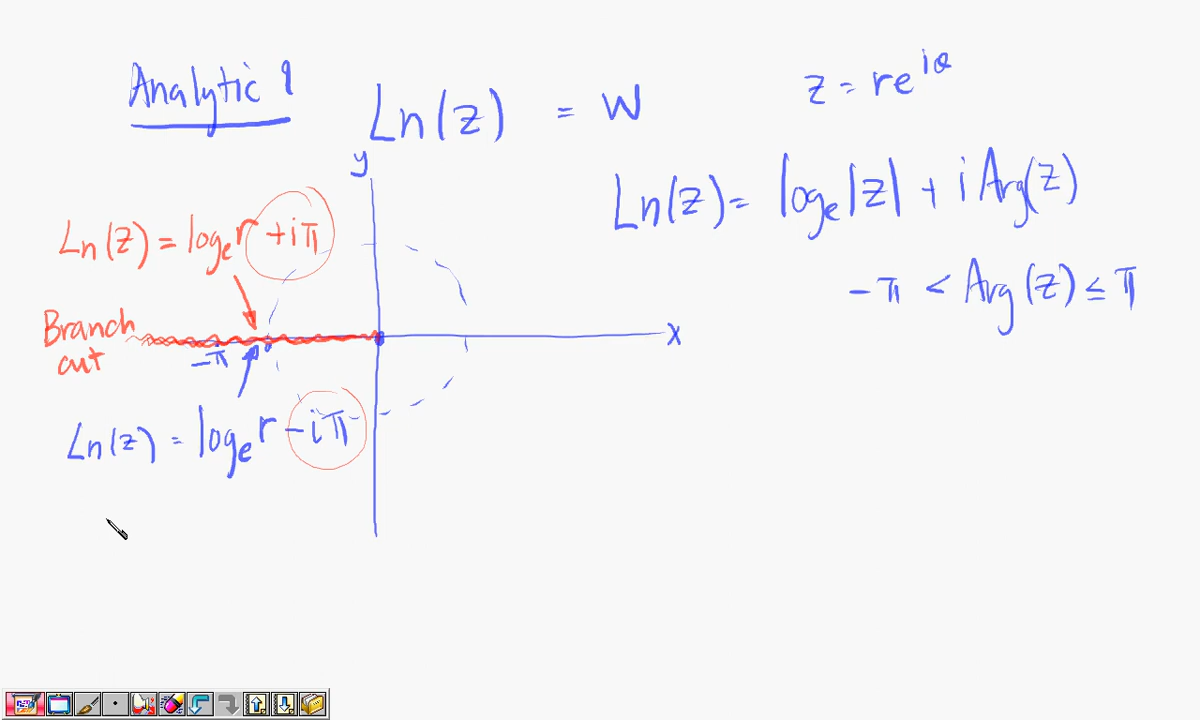 Analytic ?
Ln(z) = w
z = re^{iθ}
Ln(z) = log_e|z| + i Arg(z)
-π < Arg(z) ≤ π
y
x
Ln(z) = log_e r + iπ
Branch
cut
-π
Ln(z) = log_e r - iπ